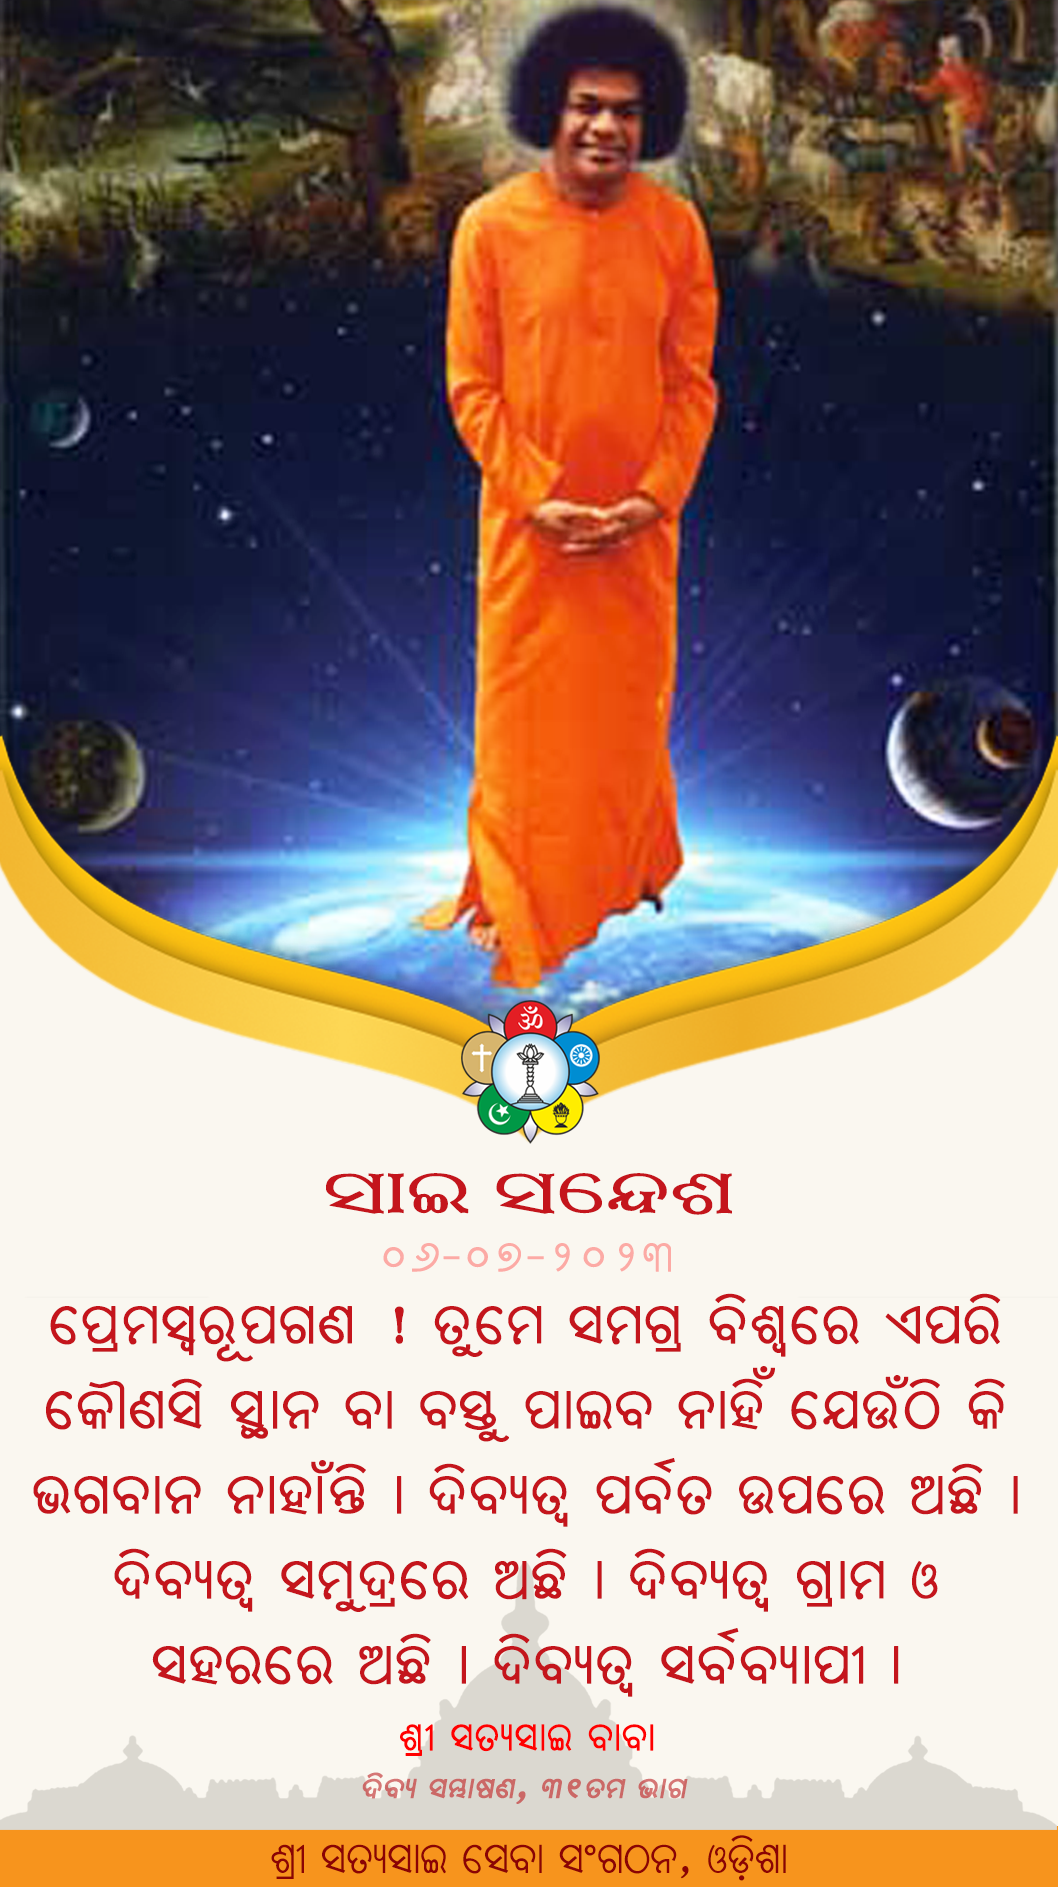 ॐ
ସାଇ ସନ୍ଦେଶ
୦୬-୦୭-୨୦୨୩
ପ୍ରେମସ୍ୱରୂପଗଣ ! ତୁମେ ସମଗ୍ର ବିଶ୍ୱରେ ଏପରି
କୌଣସି ସ୍ଥାନ ବା ବସ୍ତୁ ପାଇବ ନାହିଁ ଯେଉଁଠି କି
ଭଗବାନ ନାହାଁନ୍ତି । ଦିବ୍ୟତ୍ୱ ପର୍ବତ ଉପରେ ଅଛି ।
ଦିବ୍ୟତ୍ୱ ସମୁଦ୍ରରେ ଅଛି । ଦିବ୍ୟତ୍ୱ ଗ୍ରାମ ଓ
ସହରରେ ଅଛି । ଦିବ୍ୟତ୍ୱ ସର୍ବବ୍ୟାପୀ ।
ଶ୍ରୀ ସତ୍ୟସାଇ ବାବା
ଦିବ୍ୟ ସମ୍ଭାଷଣ, ୩୧ତମ ଭାଗ
ଶ୍ରୀ ସତ୍ୟସାଇ ସେବା ସଂଗଠନ, ଓଡ଼ିଶା